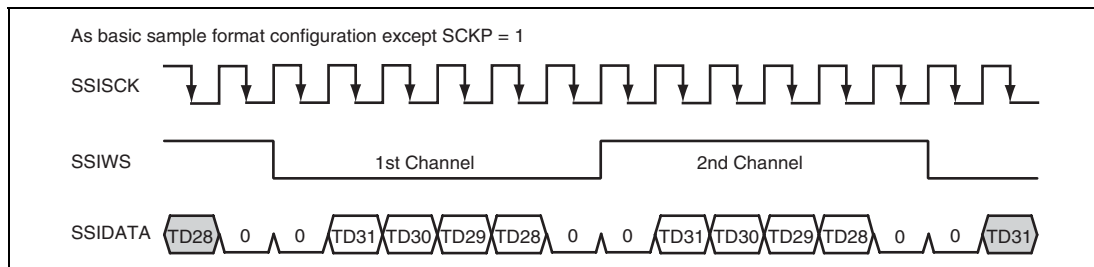 As basic sample format configuration except SCKP = 1
SSISCK
SSIWS 1st Channel 2nd Channel
SSIDATA TD28 0 0 TD31 TD30 TD29 TD28 0 0 TD31 TD30 TD29 TD28 0 0 TD31